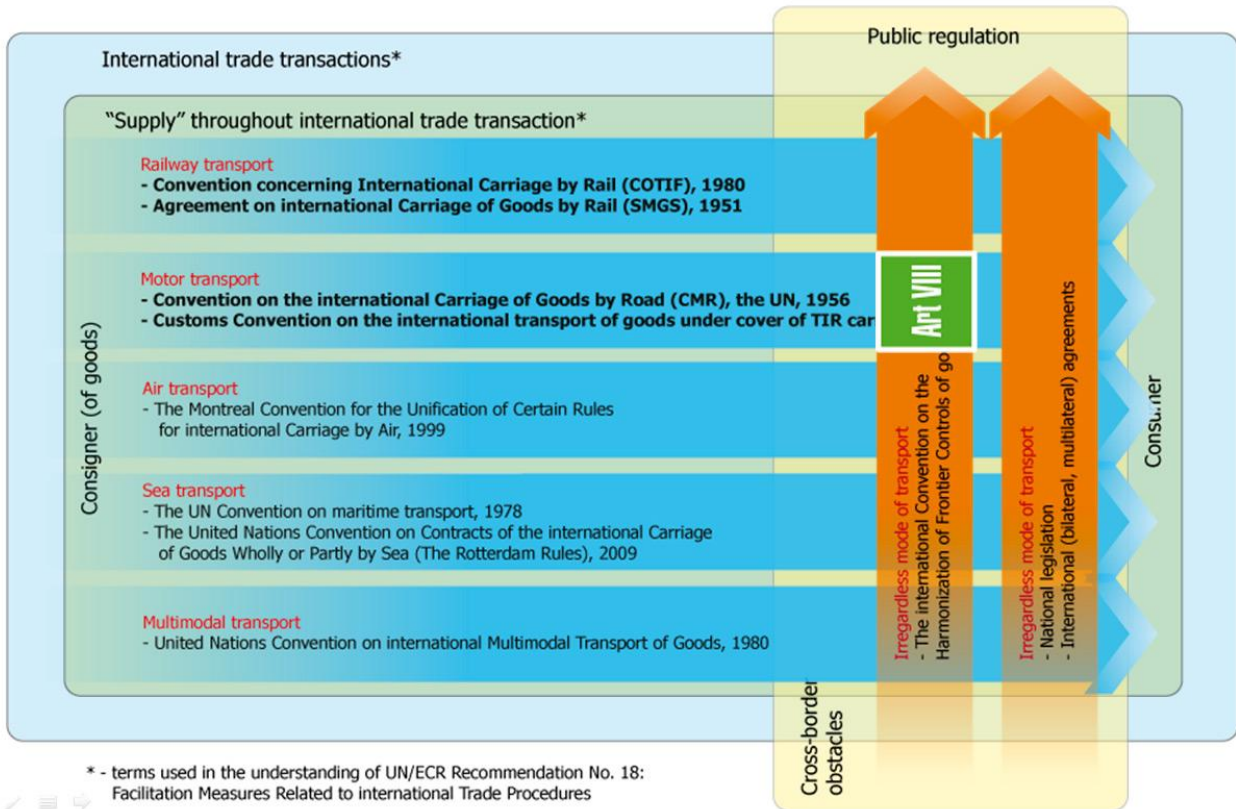 Public regulation
International trade transactions*
“Supply” throughout international trade transaction*
Railway transport
- Convention concerning International Carriage by Rail (COTIF), 1980
- Agreement on international Carriage of Goods by Rail (SMGS), 1951
Motor transport
- Convention on the international Carriage of Goods by Road (CMR), the UN, 1956
- Customs Convention on the international transport of goods under cover of TIR car
Air transport
- The Montreal Convention for the Unification of Certain Rules
for international Carriage by Air, 1999
Sea transport
- The UN Convention on maritime transport, 1978
- The United Nations Convention on Contracts of the international Carriage
of Goods Wholly or Partly by Sea (The Rotterdam Rules), 2009
Multimodal transport
- United Nations Convention on international Multimodal Transport of Goods, 1980
Consigner (of goods)
Art VIII
Irregardless mode of transport
- The international Convention on the
Harmonization of Frontier Controls of go
Irregardless mode of transport
- National legislation
- International (bilateral, multilateral) agreements
Consumer
Cross-border
obstacles
* - terms used in the understanding of UN/ECR Recommendation No. 18:
Facilitation Measures Related to international Trade Procedures